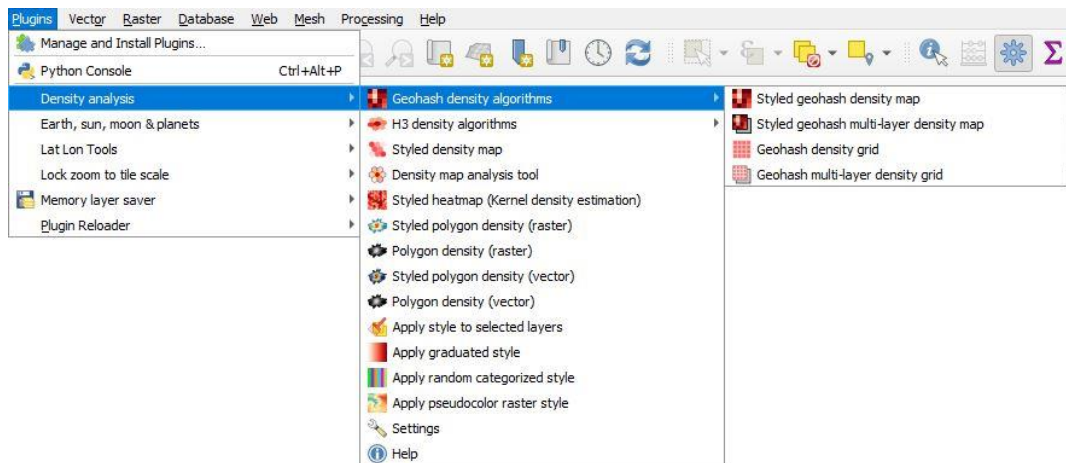 Plugins Vector Raster Database Web Mesh Processing Help
Manage and Install Plugins...
Python Console Ctrl+Alt+P
Density analysis
Earth, sun, moon & planets
Lat Lon Tools
Lock zoom to tile scale
Memory layer saver
Plugin Reloader
Geohash density algorithms
H3 density algorithms
Styled density map
Density map analysis tool
Styled heatmap (Kernel density estimation)
Styled polygon density (raster)
Polygon density (raster)
Styled polygon density (vector)
Polygon density (vector)
Apply style to selected layers
Apply graduated style
Apply random categorized style
Apply pseudocolor raster style
Settings
Help
Styled geohash density map
Styled geohash multi-layer density map
Geohash density grid
Geohash multi-layer density grid